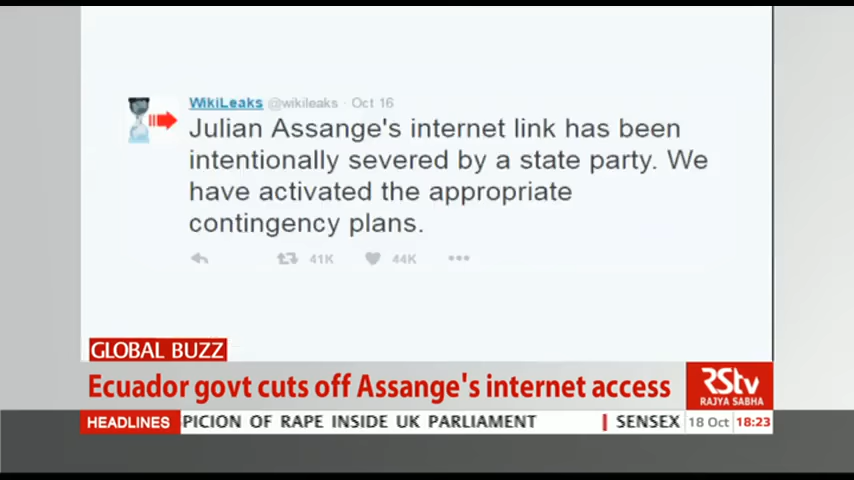 WikiLeaks @wikileaks · Oct 16
Julian Assange's internet link has been
intentionally severed by a state party. We
have activated the appropriate
contingency plans.
41K 44K
GLOBAL BUZZ
Ecuador govt cuts off Assange's internet access
RSTV
RAJYA SABHA
HEADLINES PICION OF RAPE INSIDE UK PARLIAMENT | SENSEX 18 Oct 18:23